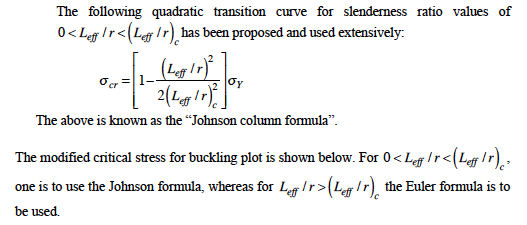 The following quadratic transition curve for slenderness ratio values of
0 < L_eff / r < (L_eff / r)_c has been proposed and used extensively:
σ_cr = [1 − (L_eff / r)^2 / 2(L_eff / r)_c^2] σ_Y
The above is known as the “Johnson column formula”.
The modified critical stress for buckling plot is shown below. For 0 < L_eff / r < (L_eff / r)_c,
one is to use the Johnson formula, whereas for L_eff / r > (L_eff / r)_c the Euler formula is to
be used.